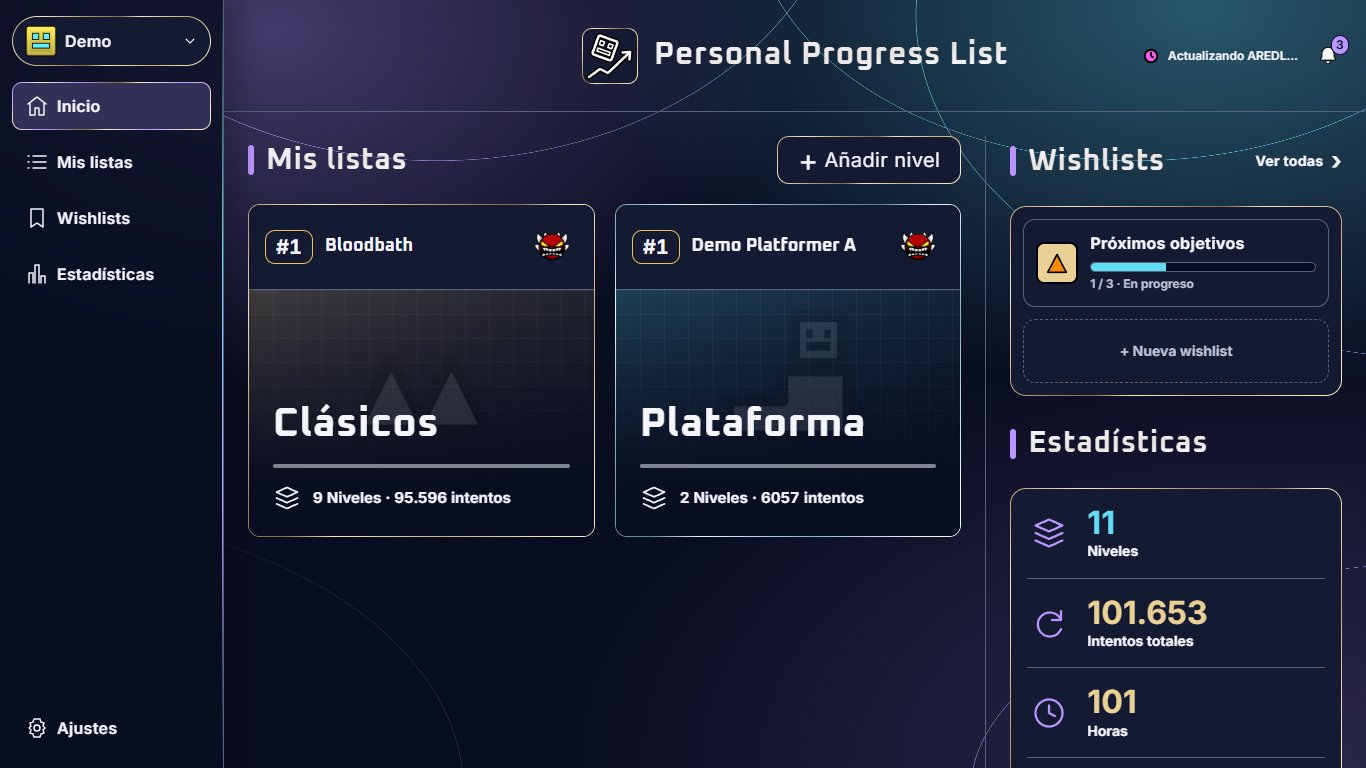 Demo
Inicio
Mis listas
Wishlists
Estadísticas
Ajustes
Personal Progress List
Actualizando AREDL...
3
Mis listas
+ Añadir nivel
#1 Bloodbath
Clásicos
9 Niveles · 95.596 intentos
#1 Demo Platformer A
Plataforma
2 Niveles · 6057 intentos
Wishlists
Ver todas
Próximos objetivos
1 / 3 · En progreso
+ Nueva wishlist
Estadísticas
11
Niveles
101.653
Intentos totales
101
Horas